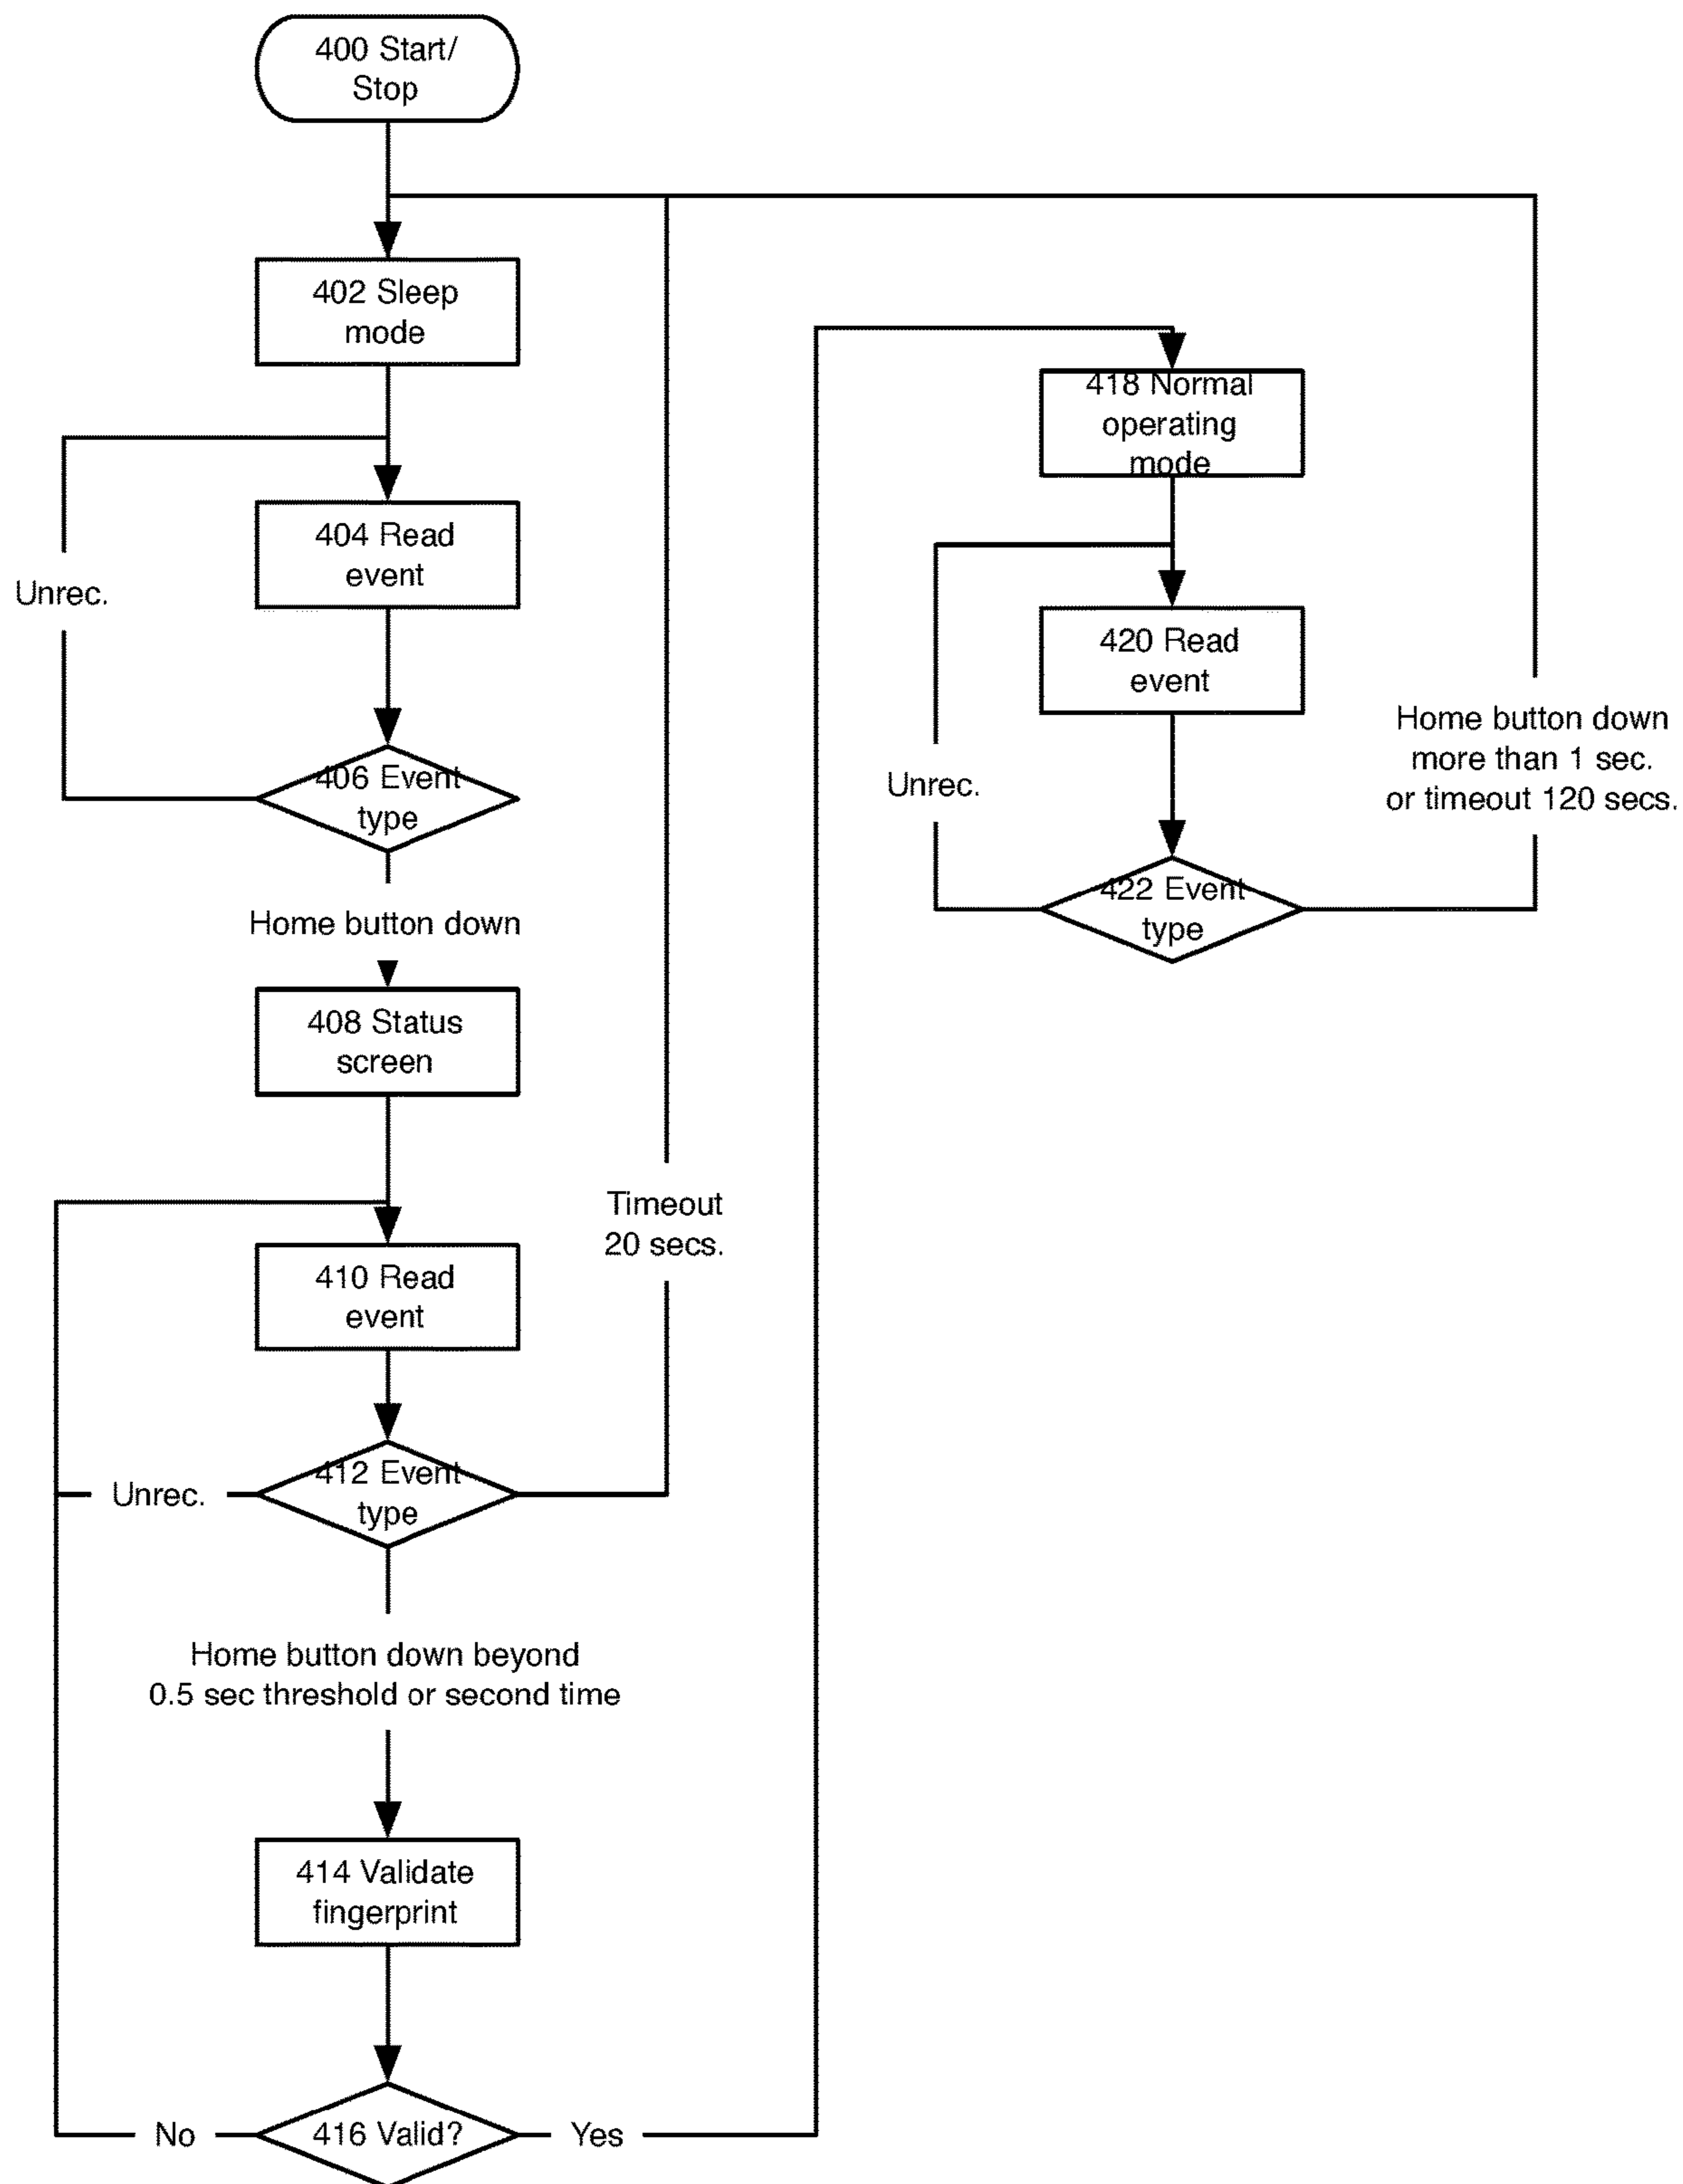 400 Start/
Stop
402 Sleep
mode
404 Read
event
Unrec.
406 Event
type
Home button down
408 Status
screen
Timeout
20 secs.
410 Read
event
412 Event
type
Unrec.
Home button down beyond
0.5 sec threshold or second time
414 Validate
fingerprint
No
416 Valid?
Yes
418 Normal
operating
mode
420 Read
event
Unrec.
422 Event
type
Home button down
more than 1 sec.
or timeout 120 secs.